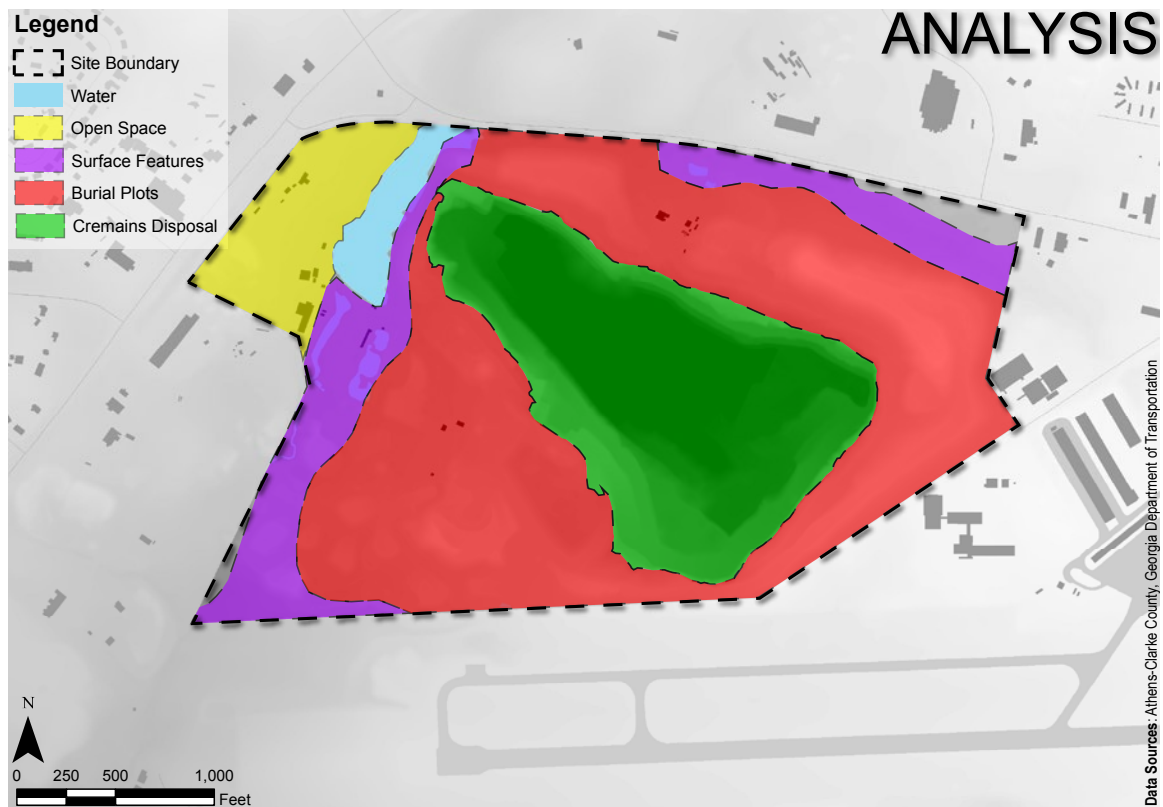 Legend
Site Boundary
Water
Open Space
Surface Features
Burial Plots
Cremains Disposal
ANALYSIS
N
0 250 500 1,000
Feet
Data Sources: Athens-Clarke County, Georgia Department of Transportation